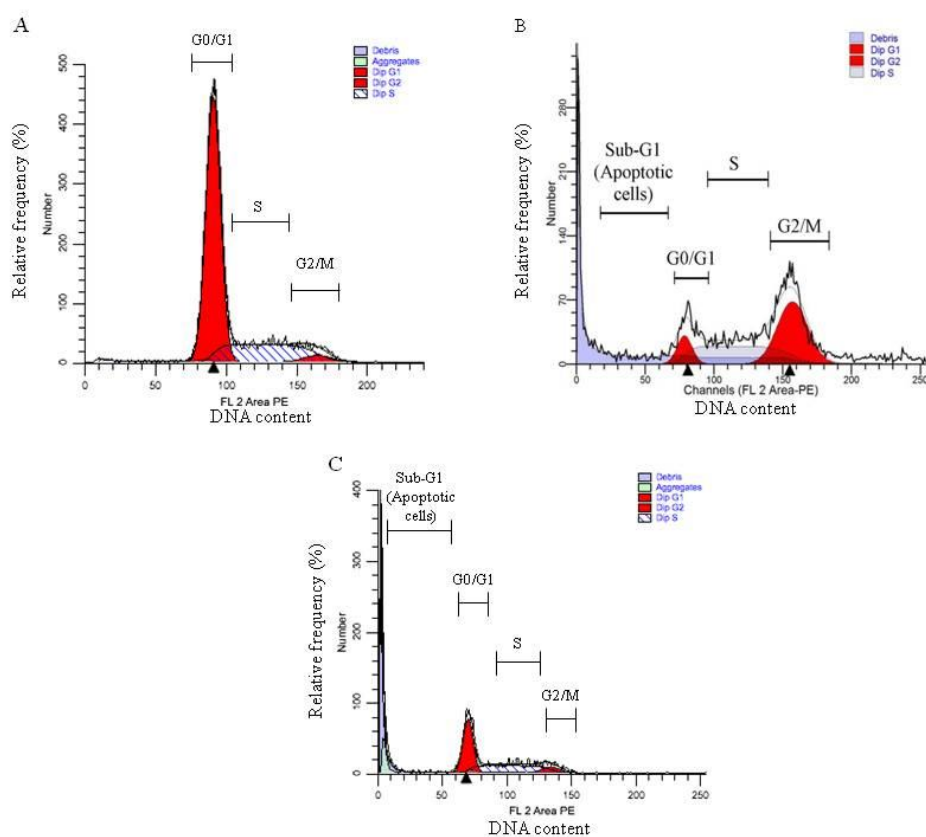 A
G0/G1
Debris
Aggregates
Dip G1
Dip G2
Dip S
500
400
300
200
100
0
Relative frequency (%)
Number
S
G2/M
0
50
100
150
200
FL 2 Area PE
DNA content
B
Debris
Dip G1
Dip G2
Dip S
280
210
140
70
0
Relative frequency (%)
Number
Sub-G1
(Apoptotic
cells)
S
G0/G1
G2/M
0
50
100
150
200
250
Channels (FL 2 Area-PE)
DNA content
C
Sub-G1
(Apoptotic
cells)
Debris
Aggregates
Dip G1
Dip G2
Dip S
400
300
200
100
0
Relative frequency (%)
Number
G0/G1
S
G2/M
0
50
100
150
200
250
FL 2 Area PE
DNA content